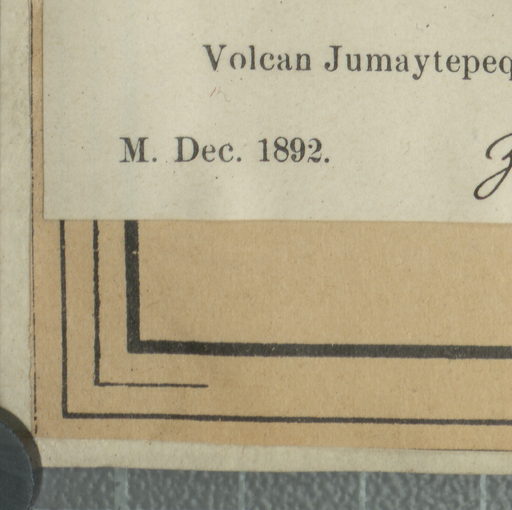 Volcan Jumaytepeq
M. Dec. 1892.